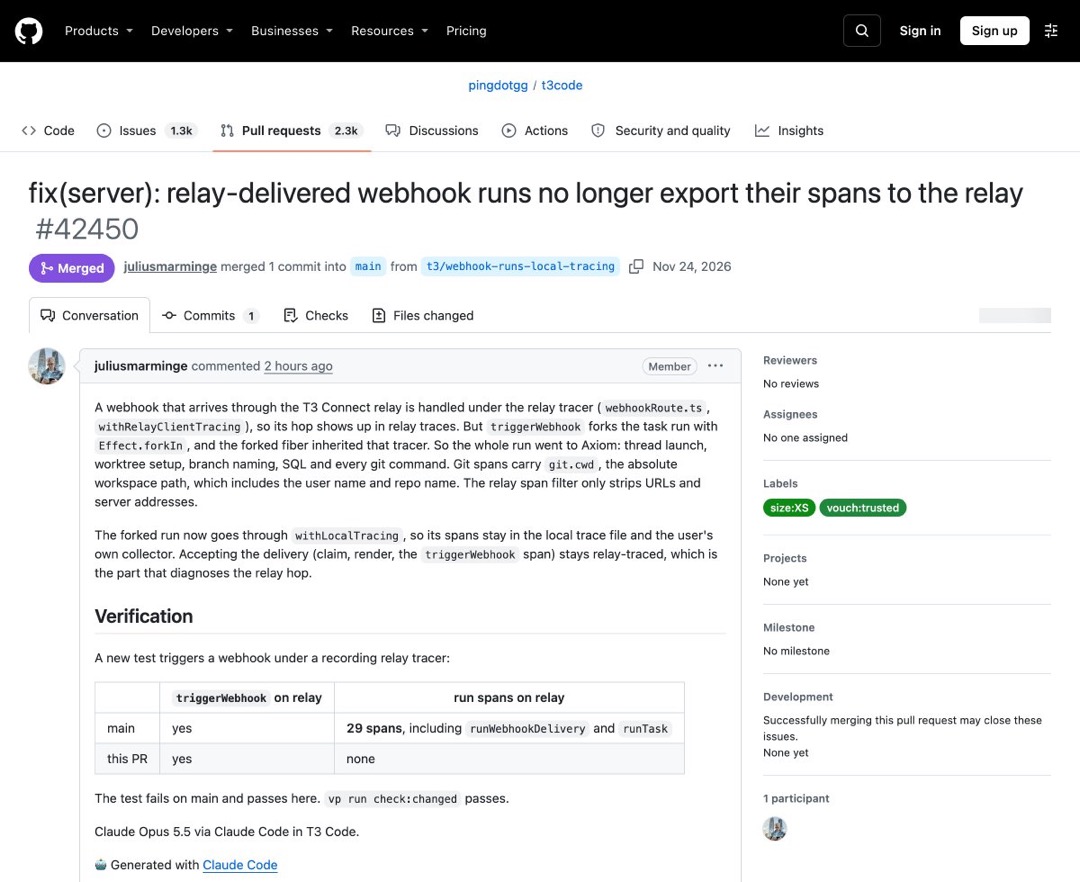 Products Developers Businesses Resources Pricing Sign in Sign up
pingdotgg / t3code
Code Issues 1.3k Pull requests 2.3k Discussions Actions Security and quality Insights
fix(server): relay-delivered webhook runs no longer export their spans to the relay
#42450
Merged juliusmarminge merged 1 commit into main from t3/webhook-runs-local-tracing Nov 24, 2026
Conversation Commits 1 Checks Files changed
juliusmarminge commented 2 hours ago Member
A webhook that arrives through the T3 Connect relay is handled under the relay tracer ( webhookRoute.ts ,
withRelayClientTracing ), so its hop shows up in relay traces. But triggerWebhook forks the task run with
Effect.forkIn , and the forked fiber inherited that tracer. So the whole run went to Axiom: thread launch,
worktree setup, branch naming, SQL and every git command. Git spans carry git.cwd , the absolute
workspace path, which includes the user name and repo name. The relay span filter only strips URLs and
server addresses.
The forked run now goes through withLocalTracing , so its spans stay in the local trace file and the user's
own collector. Accepting the delivery (claim, render, the triggerWebhook span) stays relay-traced, which is
the part that diagnoses the relay hop.
Verification
A new test triggers a webhook under a recording relay tracer:
triggerWebhook on relay run spans on relay
main yes 29 spans, including runWebhookDelivery and runTask
this PR yes none
The test fails on main and passes here. vp run check:changed passes.
Claude Opus 5.5 via Claude Code in T3 Code.
Generated with Claude Code
Reviewers
No reviews
Assignees
No one assigned
Labels
size:XS vouch:trusted
Projects
None yet
Milestone
No milestone
Development
Successfully merging this pull request may close these
issues.
None yet
1 participant